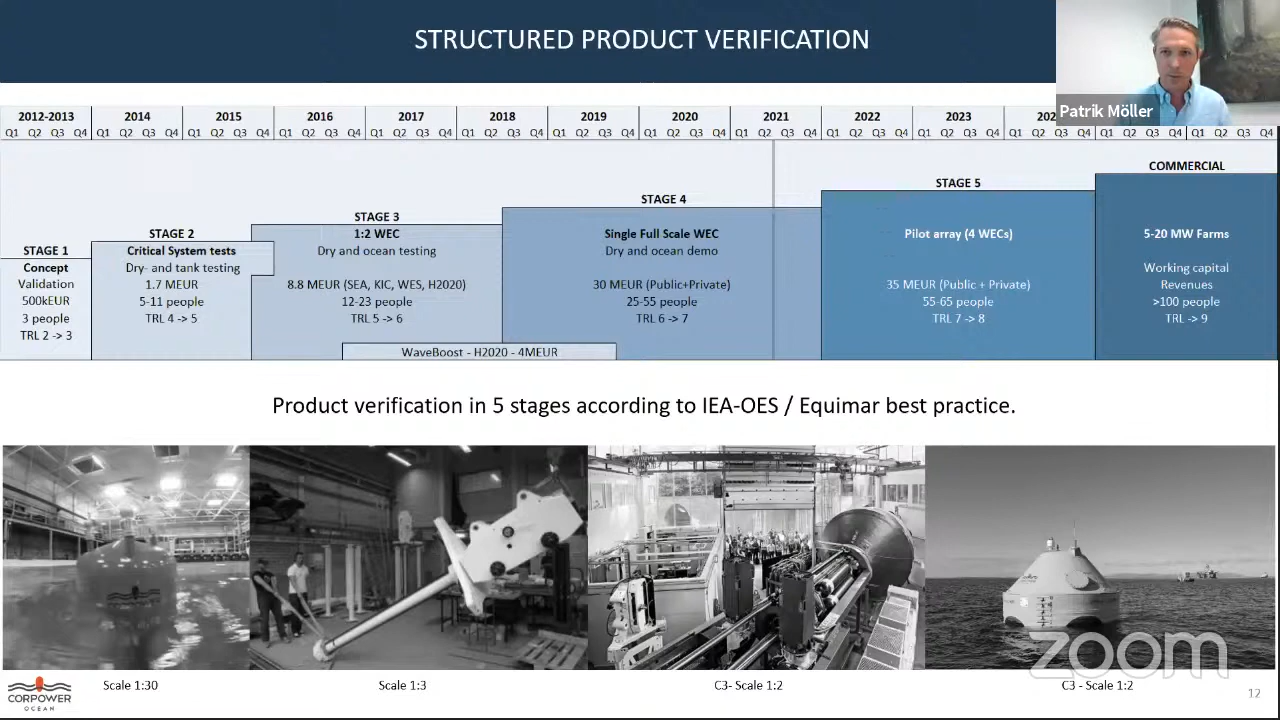 STRUCTURED PRODUCT VERIFICATION
Patrik Möller
2012-2013 2014 2015 2016 2017 2018 2019 2020 2021 2022 2023 202
Q1 Q2 Q3 Q4 Q1 Q2 Q3 Q4 Q1 Q2 Q3 Q4 Q1 Q2 Q3 Q4 Q1 Q2 Q3 Q4 Q1 Q2 Q3 Q4 Q1 Q2 Q3 Q4 Q1 Q2 Q3 Q4 Q1 Q2 Q3 Q4 Q1 Q2 Q3 Q4 Q1 Q2 Q3 Q4 Q1 Q2 Q3 Q4 Q1 Q2 Q3 Q4 Q1 Q2 Q3 Q4
STAGE 1
Concept
Validation
500kEUR
3 people
TRL 2 -> 3
STAGE 2
Critical System tests
Dry- and tank testing
1.7 MEUR
5-11 people
TRL 4 -> 5
STAGE 3
1:2 WEC
Dry and ocean testing
8.8 MEUR (SEA, KIC, WES, H2020)
12-23 people
TRL 5 -> 6
WaveBoost - H2020 - 4MEUR
STAGE 4
Single Full Scale WEC
Dry and ocean demo
30 MEUR (Public+Private)
25-55 people
TRL 6 -> 7
STAGE 5
Pilot array (4 WECs)
35 MEUR (Public + Private)
55-65 people
TRL 7 -> 8
COMMERCIAL
5-20 MW Farms
Working capital
Revenues
>100 people
TRL -> 9
Product verification in 5 stages according to IEA-OES / Equimar best practice.
zoom
CORPOWER
OCEAN
Scale 1:30
Scale 1:3
C3- Scale 1:2
C3 - Scale 1:2
12